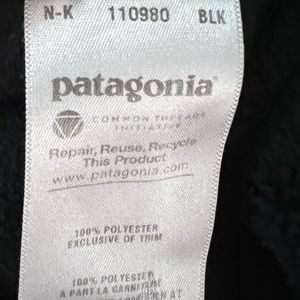 N-K 110980 BLK
patagonia®
COMMON THREADS
INITIATIVE
Repair, Reuse, Recycle
This Product
www.patagonia.com
100% POLYESTER
EXCLUSIVE OF TRIM
100% POLYESTER
A PART LA GARNITURE